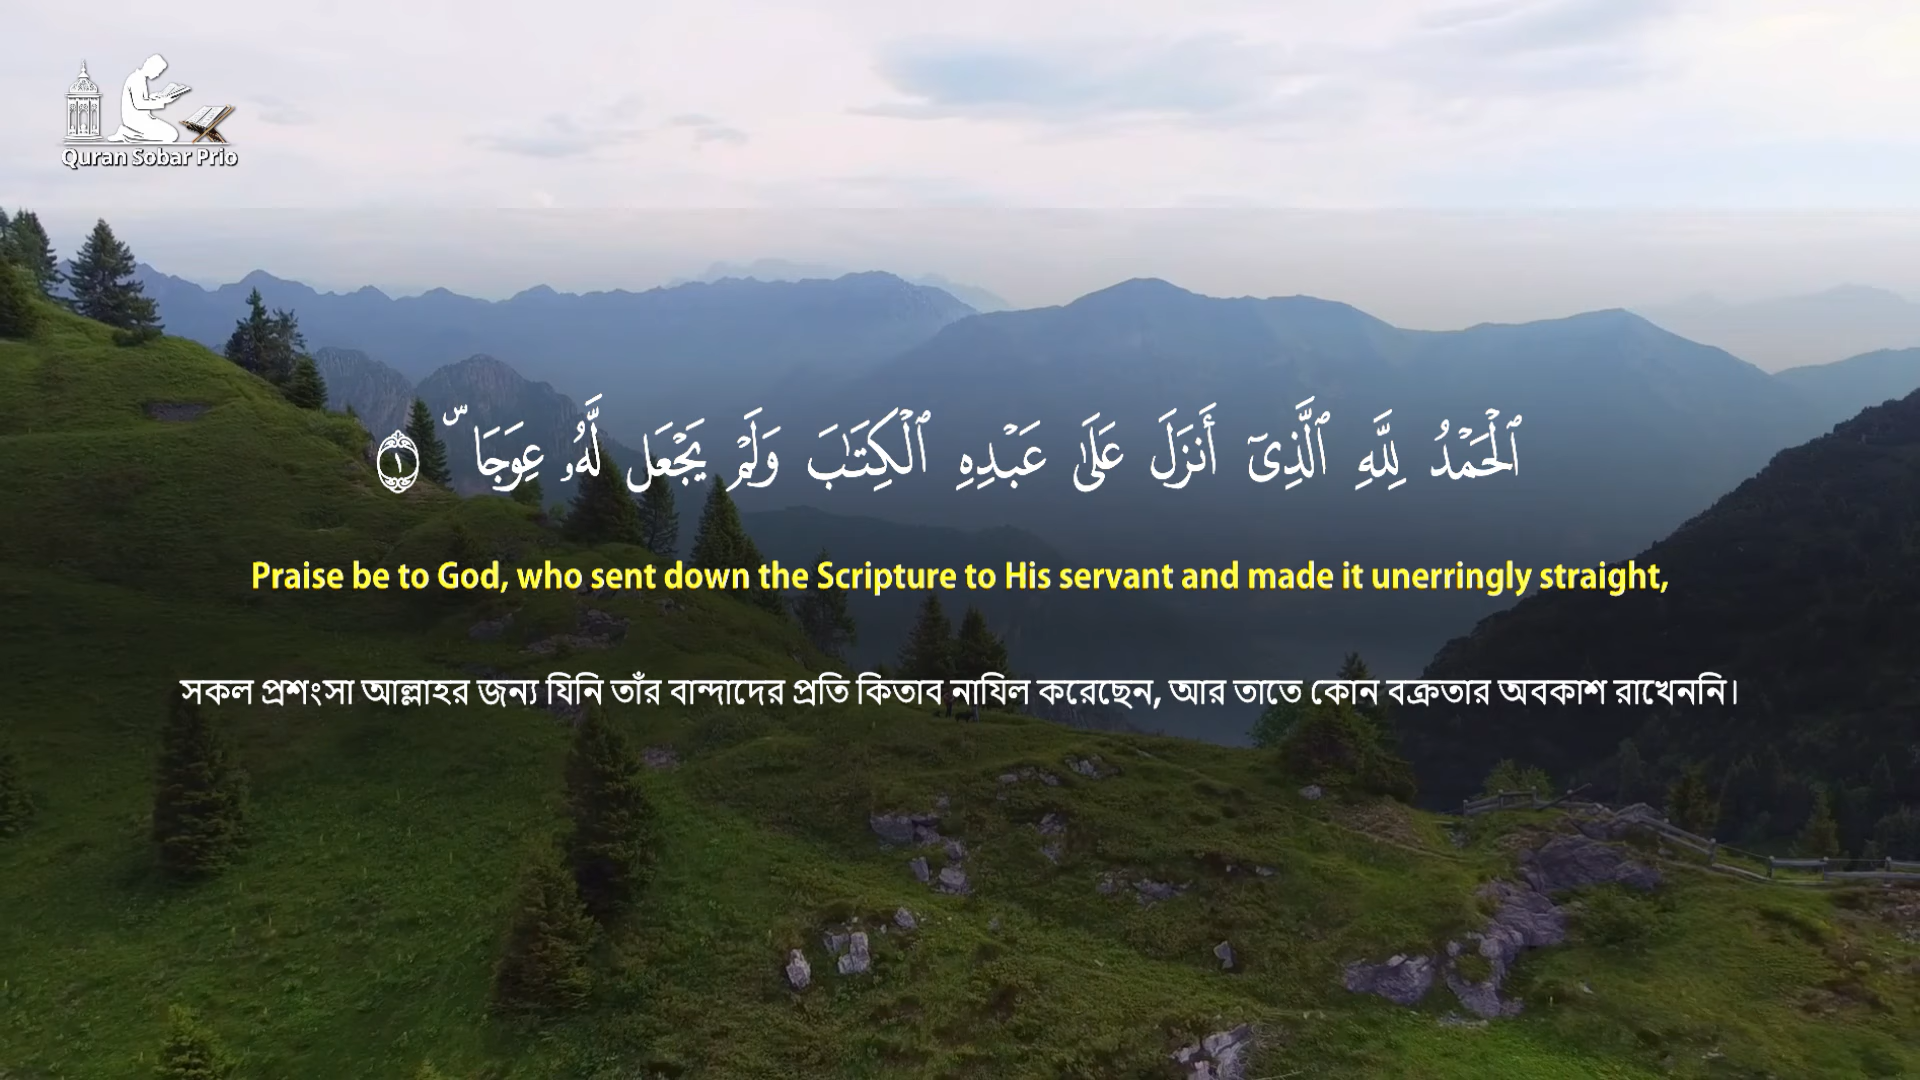 Quran Sobar Prio
ٱلْحَمْدُ لِلَّهِ ٱلَّذِىٓ أَنزَلَ عَلَىٰ عَبْدِهِ ٱلْكِتَـٰبَ وَلَمْ يَجْعَل لَّهُۥ عِوَجَا ۜ ١
Praise be to God, who sent down the Scripture to His servant and made it unerringly straight,
সকল প্রশংসা আল্লাহর জন্য যিনি তাঁর বান্দাদের প্রতি কিতাব নাযিল করেছেন, আর তাতে কোন বক্রতার অবকাশ রাখেননি।